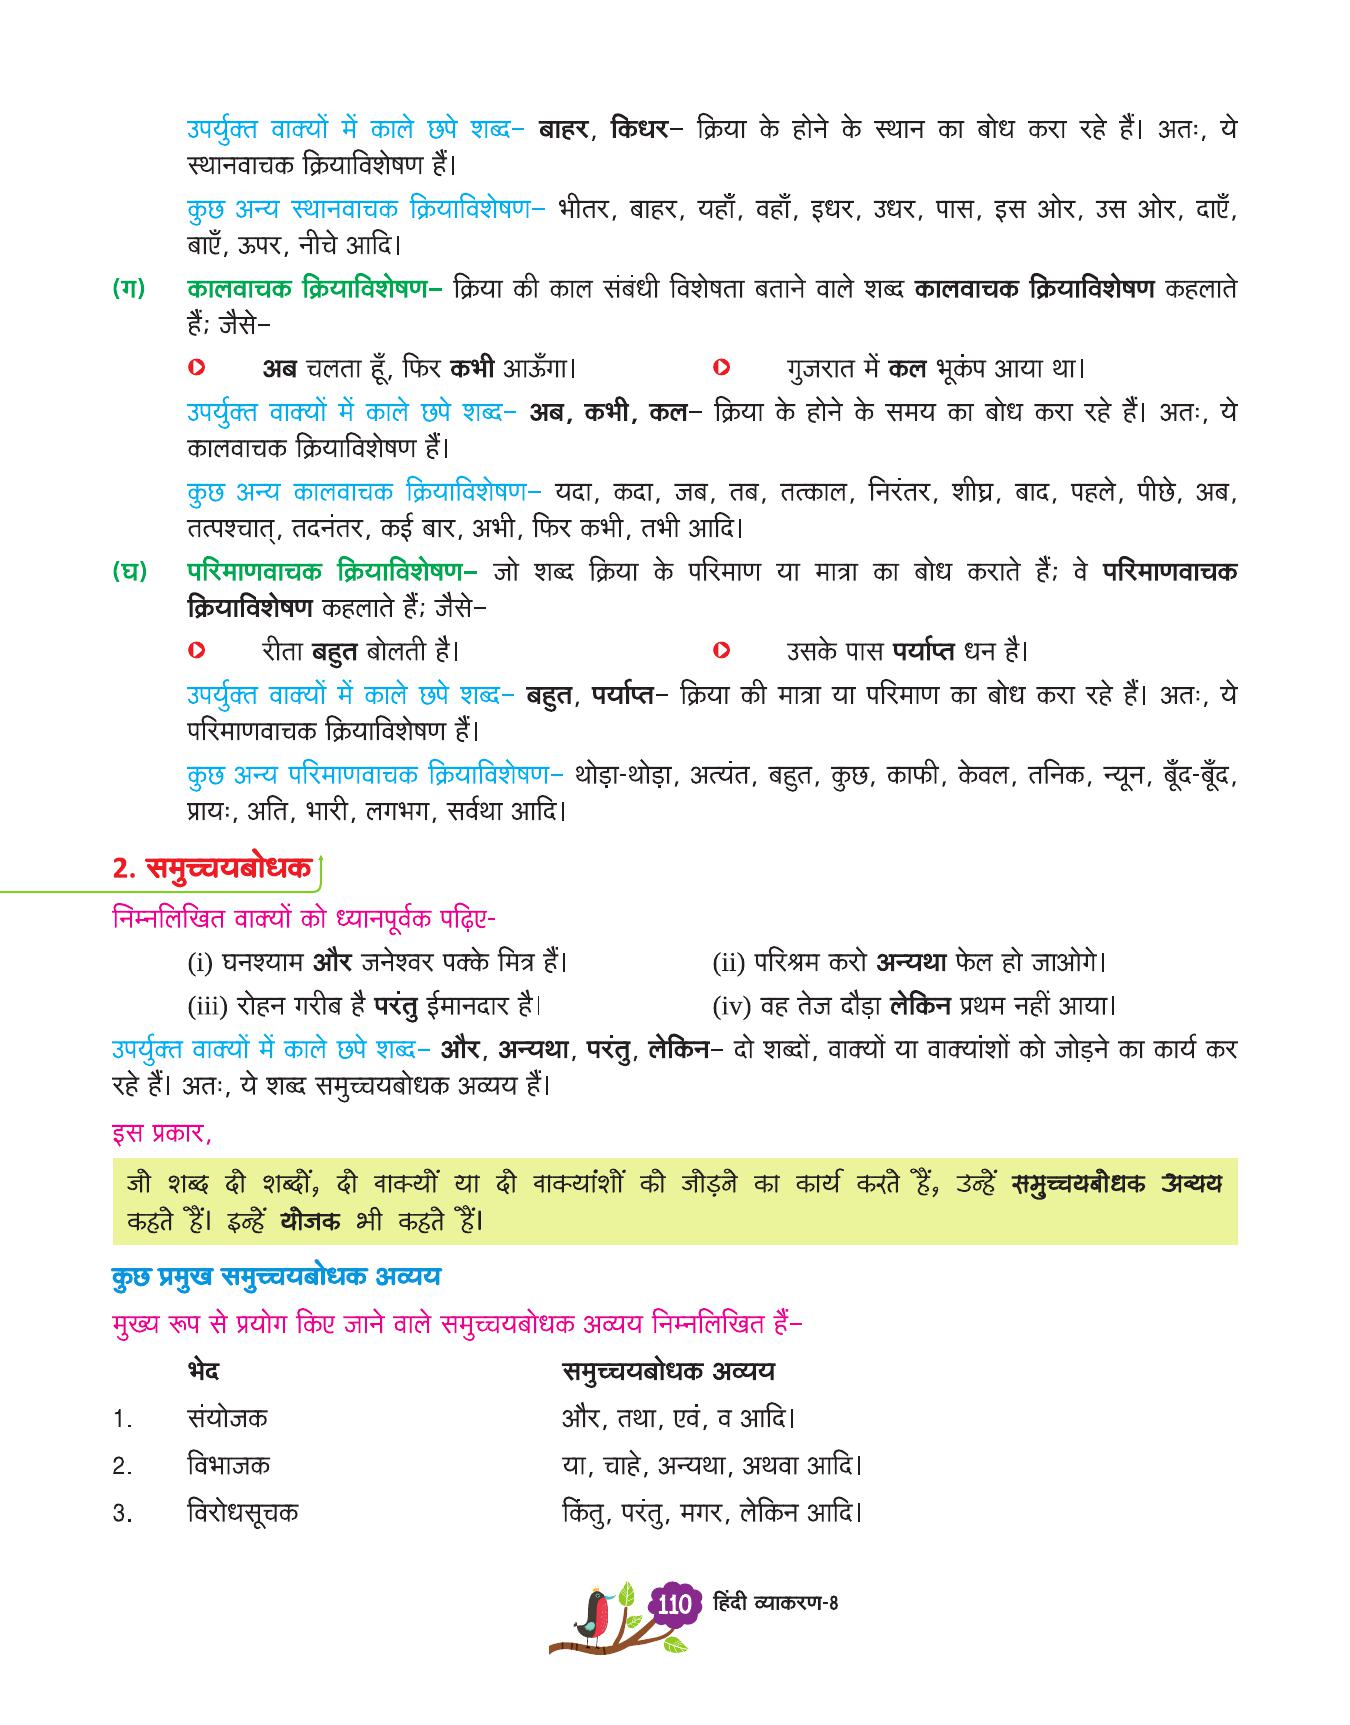 उपर्युक्त वाक्यों में काले छपे शब्द– बाहर, किधर– क्रिया के होने के स्थान का बोध करा रहे हैं। अतः, ये
स्थानवाचक क्रियाविशेषण हैं।
कुछ अन्य स्थानवाचक क्रियाविशेषण– भीतर, बाहर, यहाँ, वहाँ, इधर, उधर, पास, इस ओर, उस ओर, दाएँ,
बाएँ, ऊपर, नीचे आदि।
(ग) कालवाचक क्रियाविशेषण– क्रिया की काल संबंधी विशेषता बताने वाले शब्द कालवाचक क्रियाविशेषण कहलाते
हैं; जैसे–
अब चलता हूँ, फिर कभी आऊँगा। गुजरात में कल भूकंप आया था।
उपर्युक्त वाक्यों में काले छपे शब्द– अब, कभी, कल– क्रिया के होने के समय का बोध करा रहे हैं। अतः, ये
कालवाचक क्रियाविशेषण हैं।
कुछ अन्य कालवाचक क्रियाविशेषण– यदा, कदा, जब, तब, तत्काल, निरंतर, शीघ्र, बाद, पहले, पीछे, अब,
तत्पश्चात्, तदनंतर, कई बार, अभी, फिर कभी, तभी आदि।
(घ) परिमाणवाचक क्रियाविशेषण– जो शब्द क्रिया के परिमाण या मात्रा का बोध कराते हैं; वे परिमाणवाचक
क्रियाविशेषण कहलाते हैं; जैसे–
रीता बहुत बोलती है। उसके पास पर्याप्त धन है।
उपर्युक्त वाक्यों में काले छपे शब्द– बहुत, पर्याप्त– क्रिया की मात्रा या परिमाण का बोध करा रहे हैं। अतः, ये
परिमाणवाचक क्रियाविशेषण हैं।
कुछ अन्य परिमाणवाचक क्रियाविशेषण– थोड़ा-थोड़ा, अत्यंत, बहुत, कुछ, काफी, केवल, तनिक, न्यून, बूँद-बूँद,
प्रायः, अति, भारी, लगभग, सर्वथा आदि।
2. समुच्चयबोधक
निम्नलिखित वाक्यों को ध्यानपूर्वक पढ़िए-
(i) घनश्याम और जनेश्वर पक्के मित्र हैं। (ii) परिश्रम करो अन्यथा फेल हो जाओगे।
(iii) रोहन गरीब है परंतु ईमानदार है। (iv) वह तेज दौड़ा लेकिन प्रथम नहीं आया।
उपर्युक्त वाक्यों में काले छपे शब्द– और, अन्यथा, परंतु, लेकिन– दो शब्दों, वाक्यों या वाक्यांशों को जोड़ने का कार्य कर
रहे हैं। अतः, ये शब्द समुच्चयबोधक अव्यय हैं।
इस प्रकार,
जो शब्द दो शब्दों, दो वाक्यों या दो वाक्यांशों को जोड़ने का कार्य करते हैं, उन्हें समुच्चयबोधक अव्यय
कहते हैं। इन्हें योजक भी कहते हैं।
कुछ प्रमुख समुच्चयबोधक अव्यय
मुख्य रूप से प्रयोग किए जाने वाले समुच्चयबोधक अव्यय निम्नलिखित हैं–
भेद समुच्चयबोधक अव्यय
1. संयोजक और, तथा, एवं, व आदि।
2. विभाजक या, चाहे, अन्यथा, अथवा आदि।
3. विरोधसूचक किंतु, परंतु, मगर, लेकिन आदि।
110 हिंदी व्याकरण-8